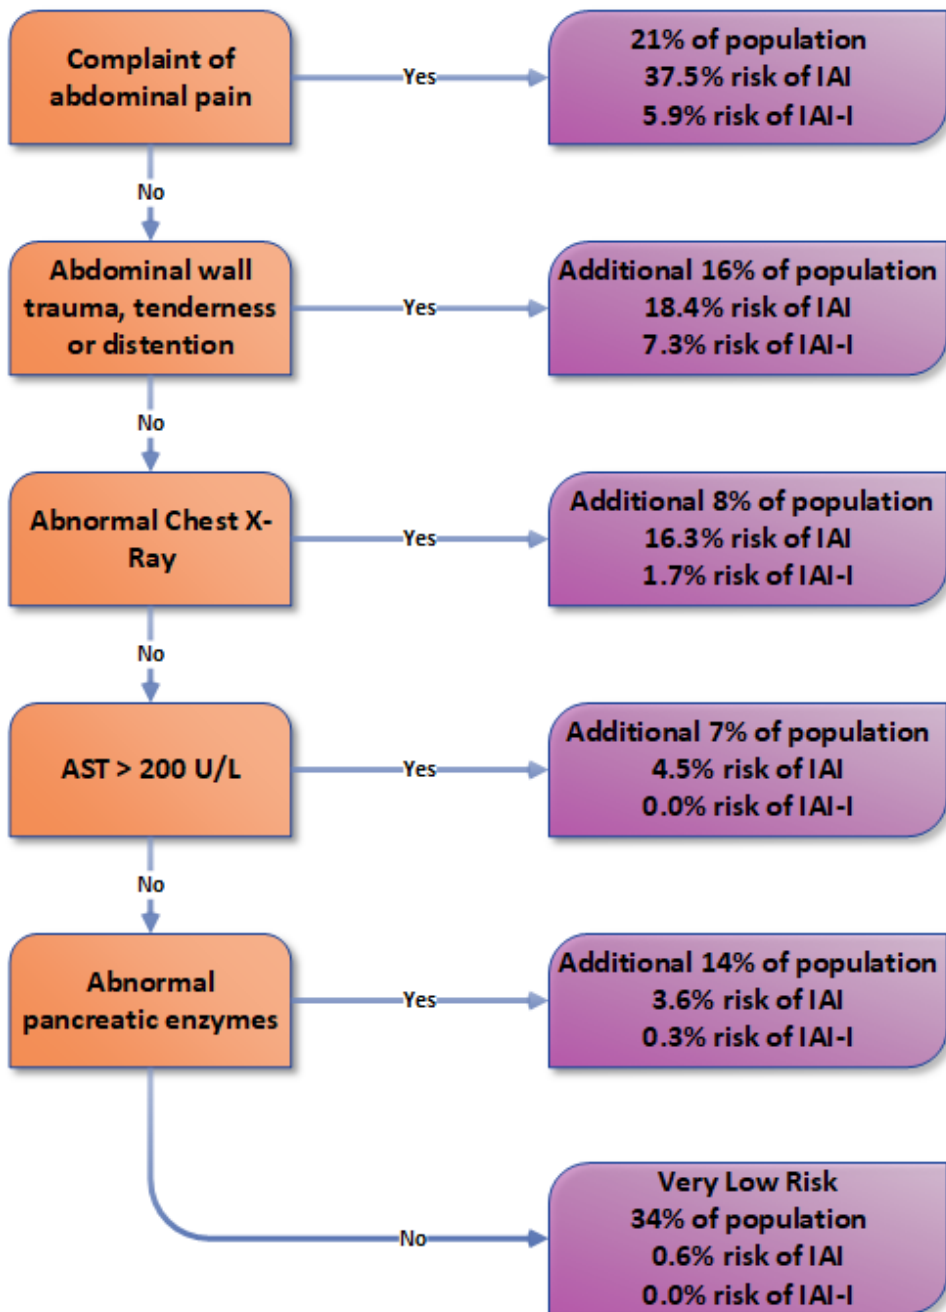 Complaint of
abdominal pain
Yes
21% of population
37.5% risk of IAI
5.9% risk of IAI-I
No
Abdominal wall
trauma, tenderness
or distention
Yes
Additional 16% of population
18.4% risk of IAI
7.3% risk of IAI-I
No
Abnormal Chest X-
Ray
Yes
Additional 8% of population
16.3% risk of IAI
1.7% risk of IAI-I
No
AST > 200 U/L
Yes
Additional 7% of population
4.5% risk of IAI
0.0% risk of IAI-I
No
Abnormal
pancreatic enzymes
Yes
Additional 14% of population
3.6% risk of IAI
0.3% risk of IAI-I
No
Very Low Risk
34% of population
0.6% risk of IAI
0.0% risk of IAI-I